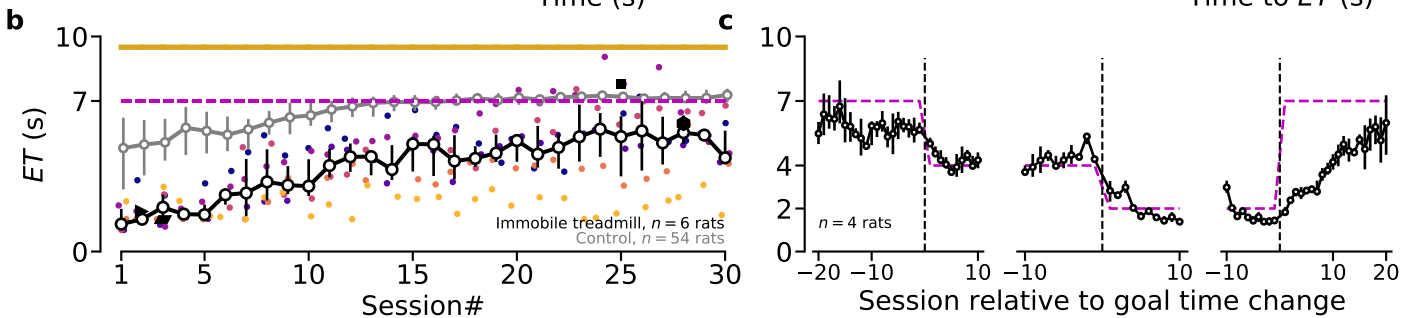 Time (s)
Time to ET (s)
b
c
10
7
0
ET (s)
1
5
10
15
20
25
30
Session#
Immobile treadmill, n = 6 rats
Control, n = 54 rats
10
7
4
2
0
n = 4 rats
−20
−10
10
−10
10
−10
10
20
Session relative to goal time change